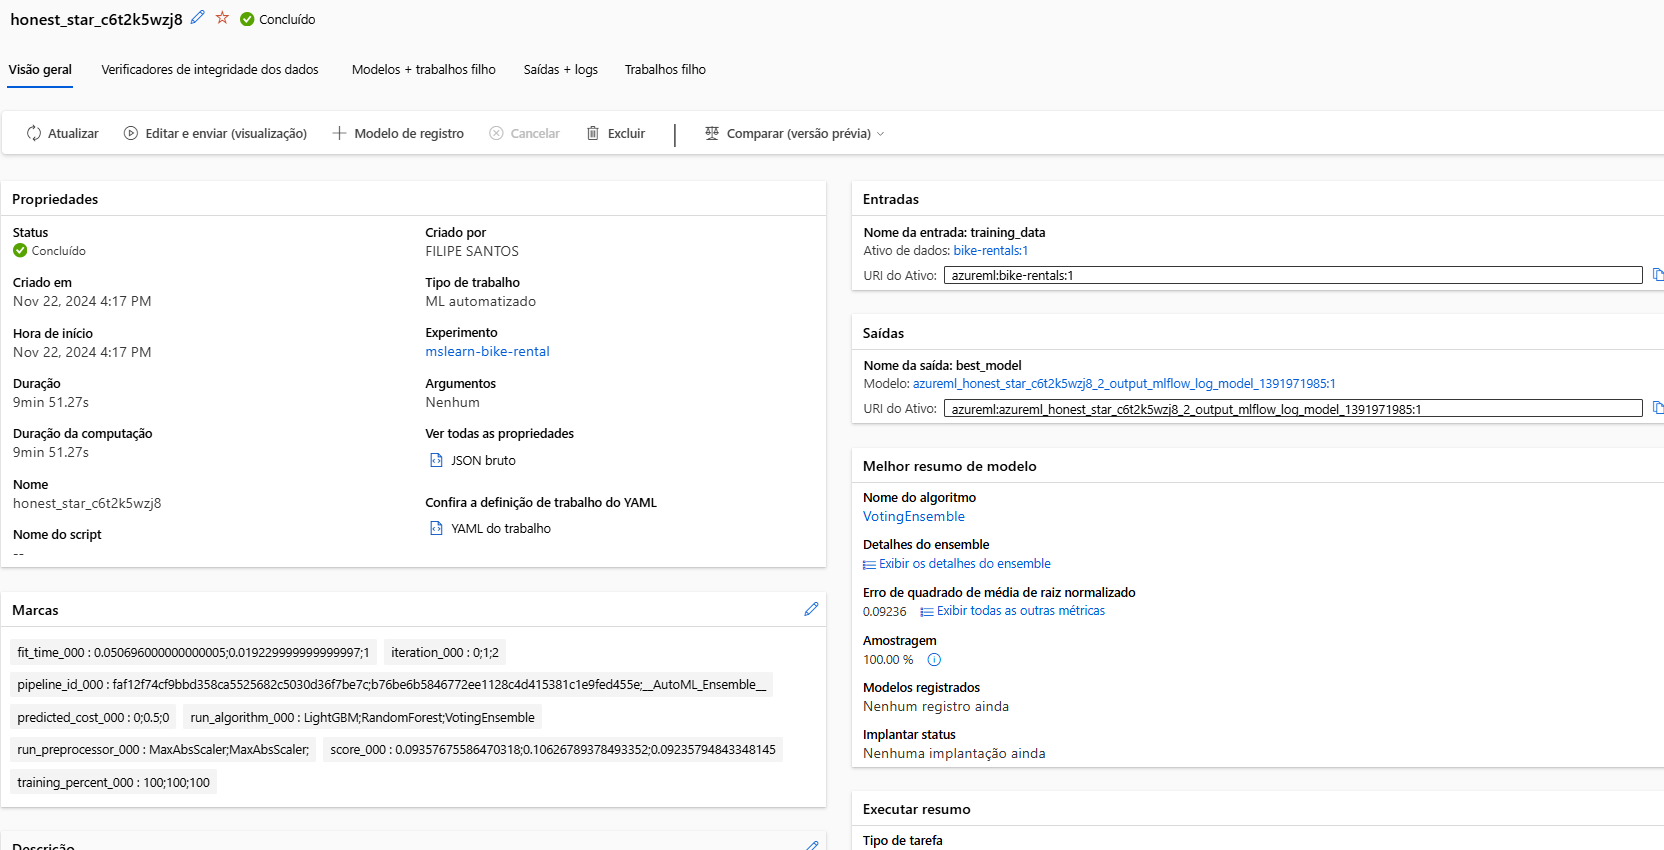 honest_star_c6t2k5wzj8 Concluído
Visão geral Verificadores de integridade dos dados Modelos + trabalhos filho Saídas + logs Trabalhos filho
Atualizar Editar e enviar (visualização) Modelo de registro Cancelar Excluir Comparar (versão prévia)
Propriedades
Status
Concluído
Criado em
Nov 22, 2024 4:17 PM
Hora de início
Nov 22, 2024 4:17 PM
Duração
9min 51.27s
Duração da computação
9min 51.27s
Nome
honest_star_c6t2k5wzj8
Nome do script
--
Criado por
FILIPE SANTOS
Tipo de trabalho
ML automatizado
Experimento
mslearn-bike-rental
Argumentos
Nenhum
Ver todas as propriedades
JSON bruto
Confira a definição de trabalho do YAML
YAML do trabalho
Marcas
fit_time_000 : 0.050696000000000005;0.019229999999999997;1 iteration_000 : 0;1;2
pipeline_id_000 : faf12f74cf9bbd358ca5525682c5030d36f7be7c;b76be6b5846772ee1128c4d415381c1e9fed455e;__AutoML_Ensemble__
predicted_cost_000 : 0;0.5;0 run_algorithm_000 : LightGBM;RandomForest;VotingEnsemble
run_preprocessor_000 : MaxAbsScaler;MaxAbsScaler; score_000 : 0.09357675586470318;0.10626789378493352;0.09235794843348145
training_percent_000 : 100;100;100
Descrição
Entradas
Nome da entrada: training_data
Ativo de dados: bike-rentals:1
URI do Ativo: azureml:bike-rentals:1
Saídas
Nome da saída: best_model
Modelo: azureml_honest_star_c6t2k5wzj8_2_output_mlflow_log_model_1391971985:1
URI do Ativo: azureml:azureml_honest_star_c6t2k5wzj8_2_output_mlflow_log_model_1391971985:1
Melhor resumo de modelo
Nome do algoritmo
VotingEnsemble
Detalhes do ensemble
Exibir os detalhes do ensemble
Erro de quadrado de média de raiz normalizado
0.09236 Exibir todas as outras métricas
Amostragem
100.00 %
Modelos registrados
Nenhum registro ainda
Implantar status
Nenhuma implantação ainda
Executar resumo
Tipo de tarefa